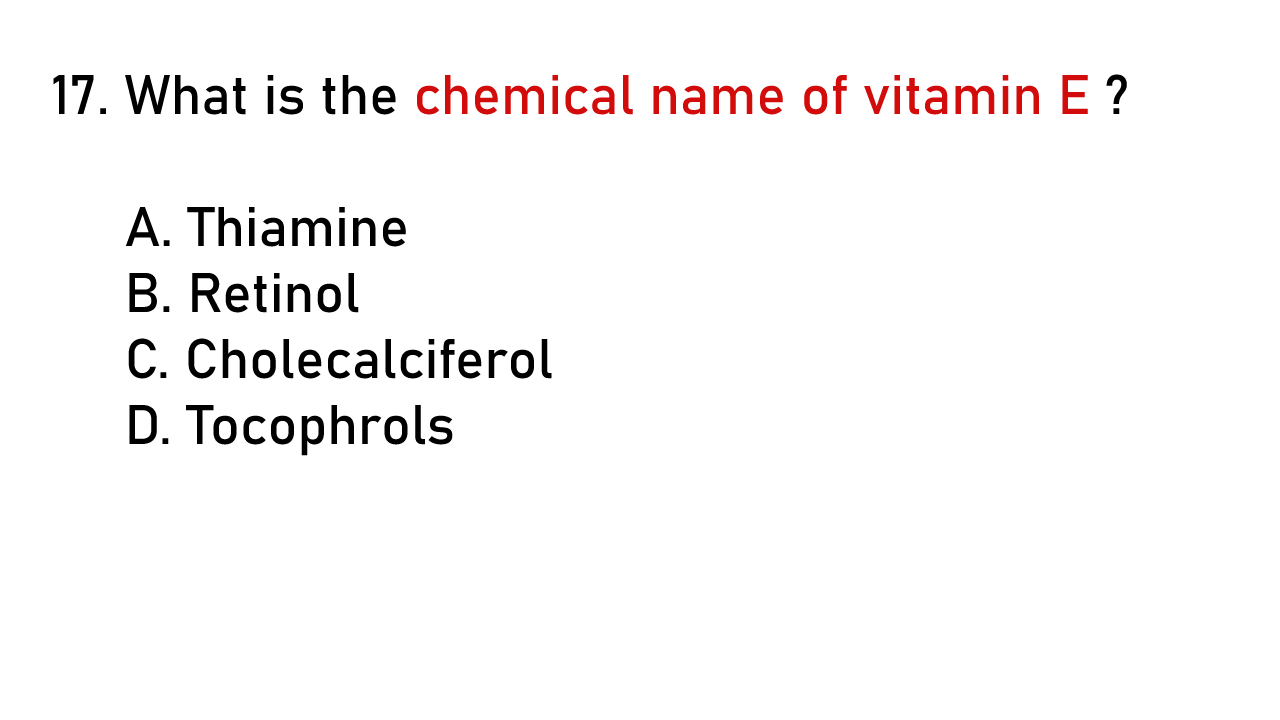 17. What is the chemical name of vitamin E ?
A. Thiamine
B. Retinol
C. Cholecalciferol
D. Tocophrols